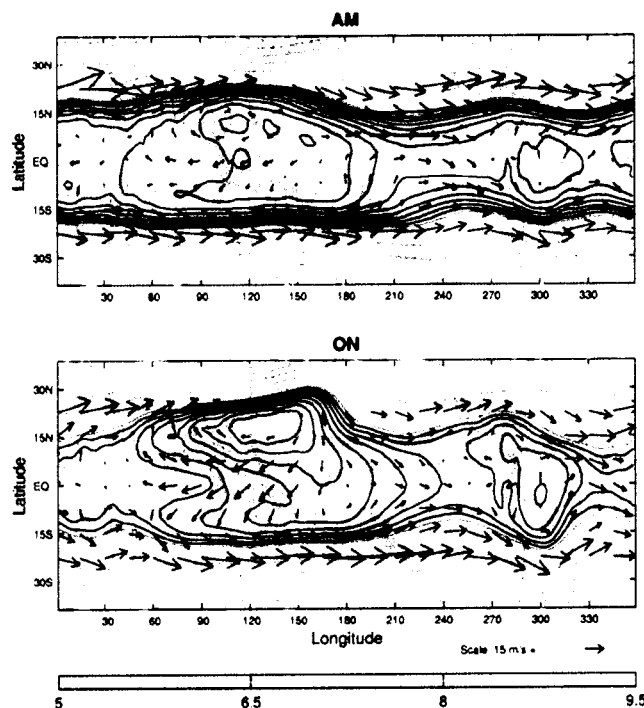 AM
30N
15N
EQ
15S
30S
Latitude
30 60 90 120 150 180 210 240 270 300 330
ON
30N
15N
EQ
15S
30S
Latitude
30 60 90 120 150 180 210 240 270 300 330
Longitude
Scale 15 m/s =
5 6.5 8 9.5